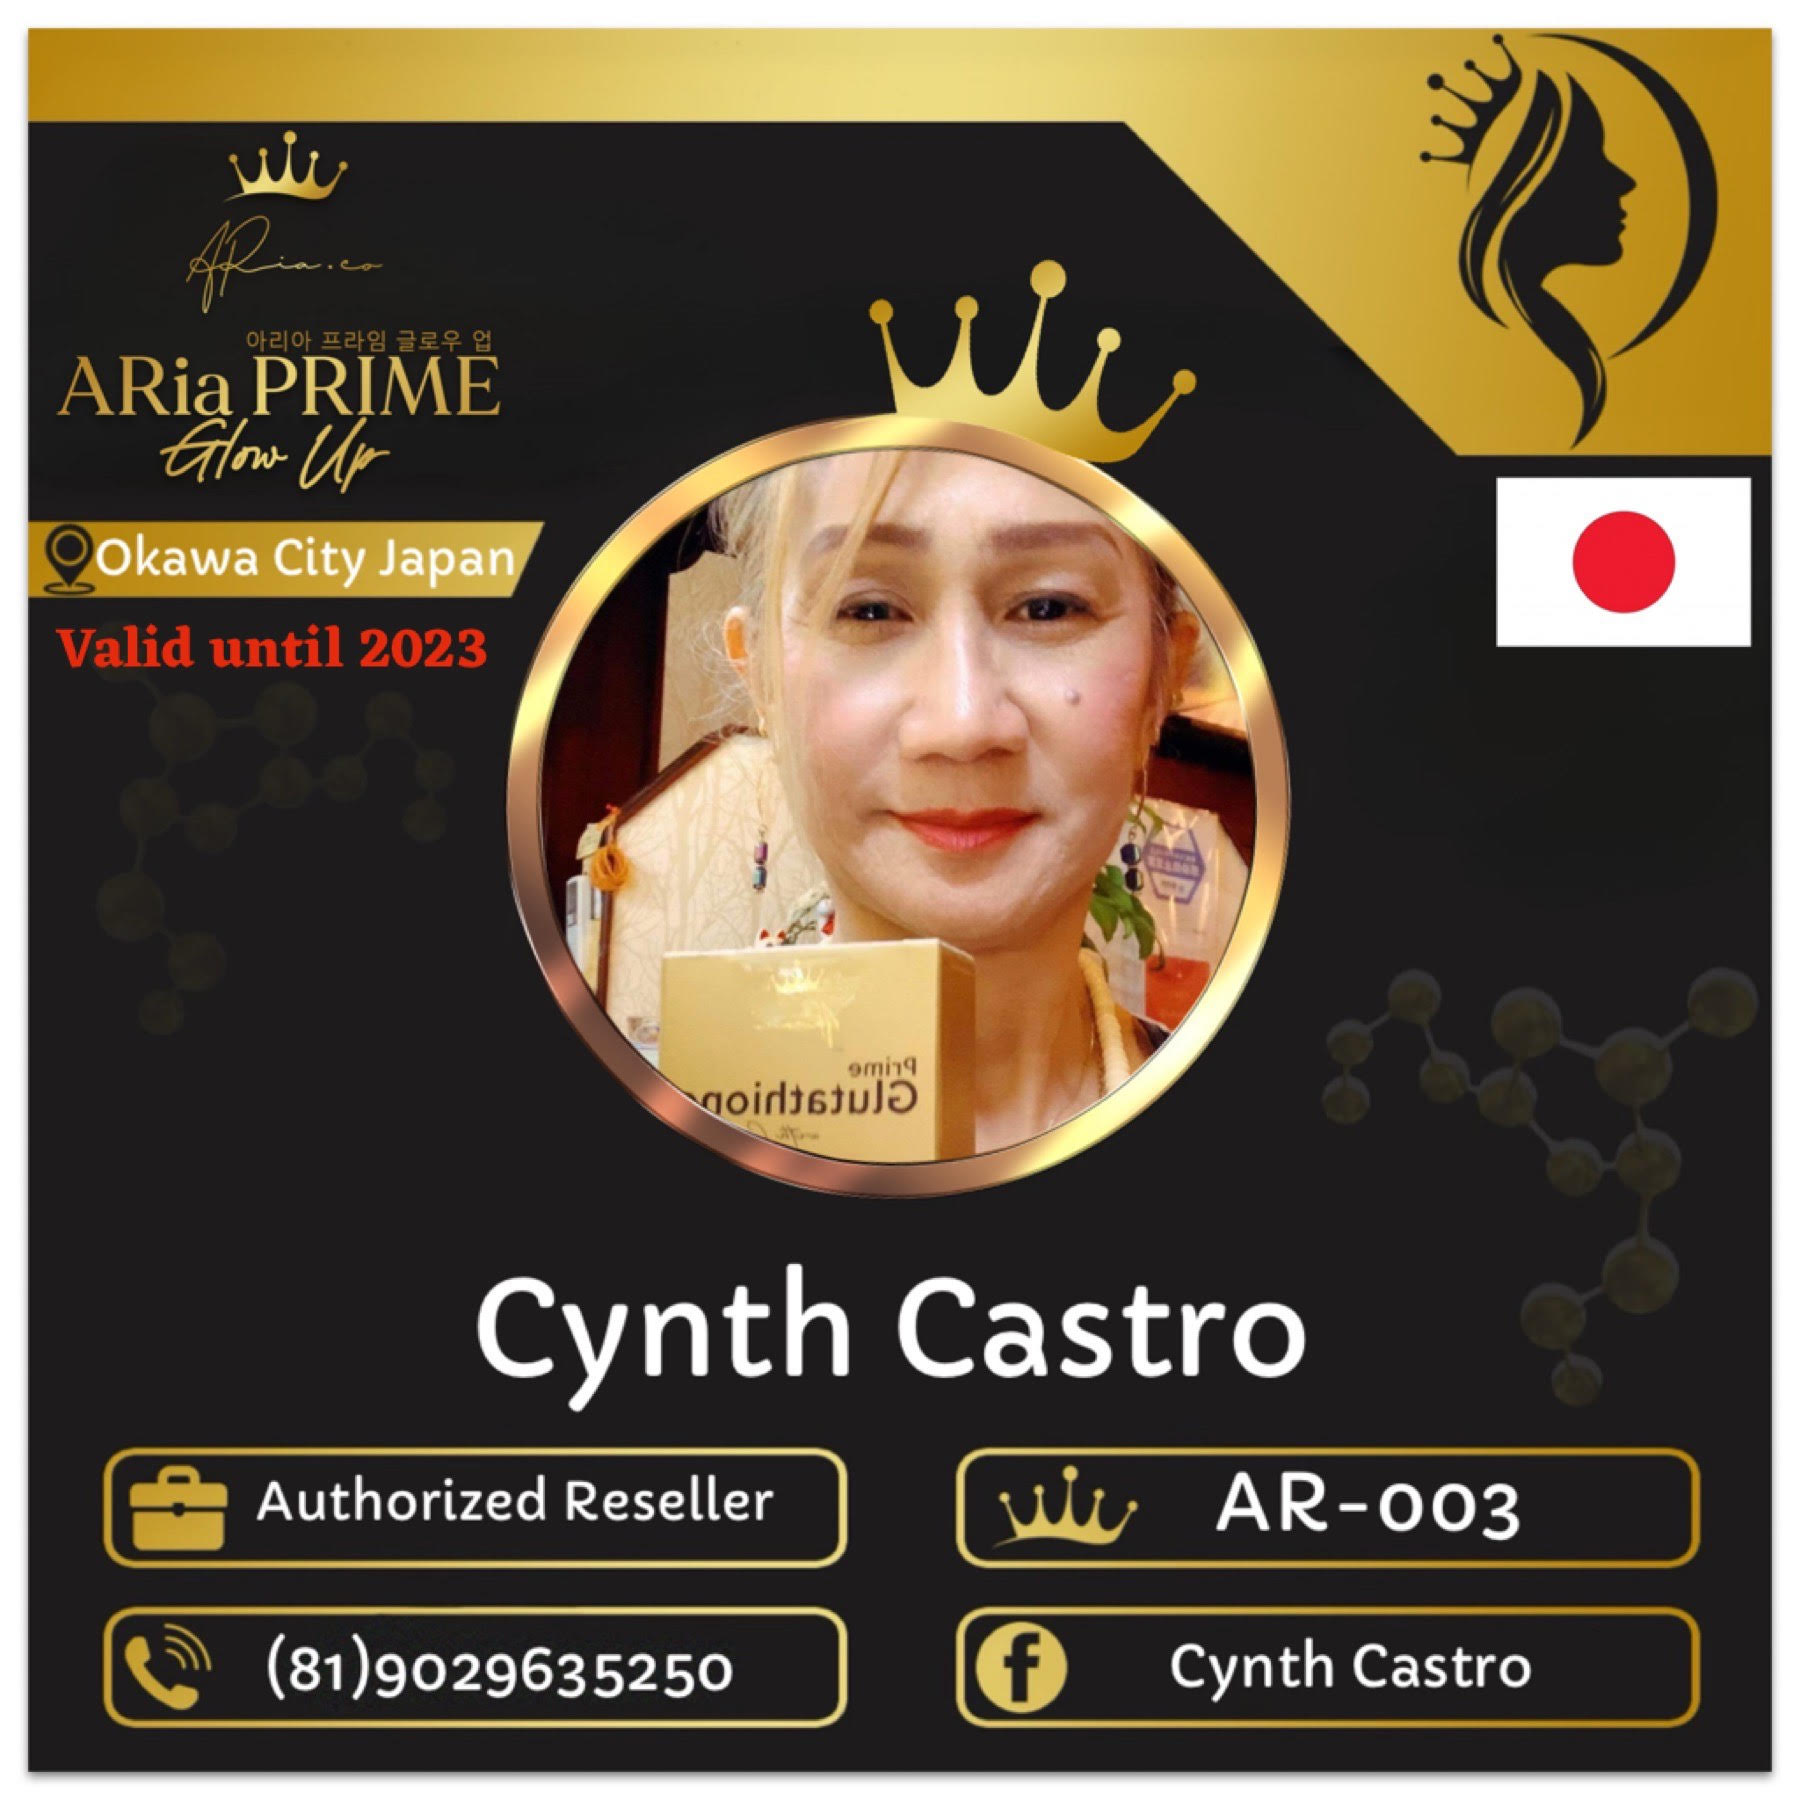 ARia.co
아리아 프라임 글로우 업
ARia PRIME
Glow Up
Okawa City Japan
Valid until 2023
Prime
Glutathion
with
Cynth Castro
Authorized Reseller
AR-003
(81)9029635250
Cynth Castro